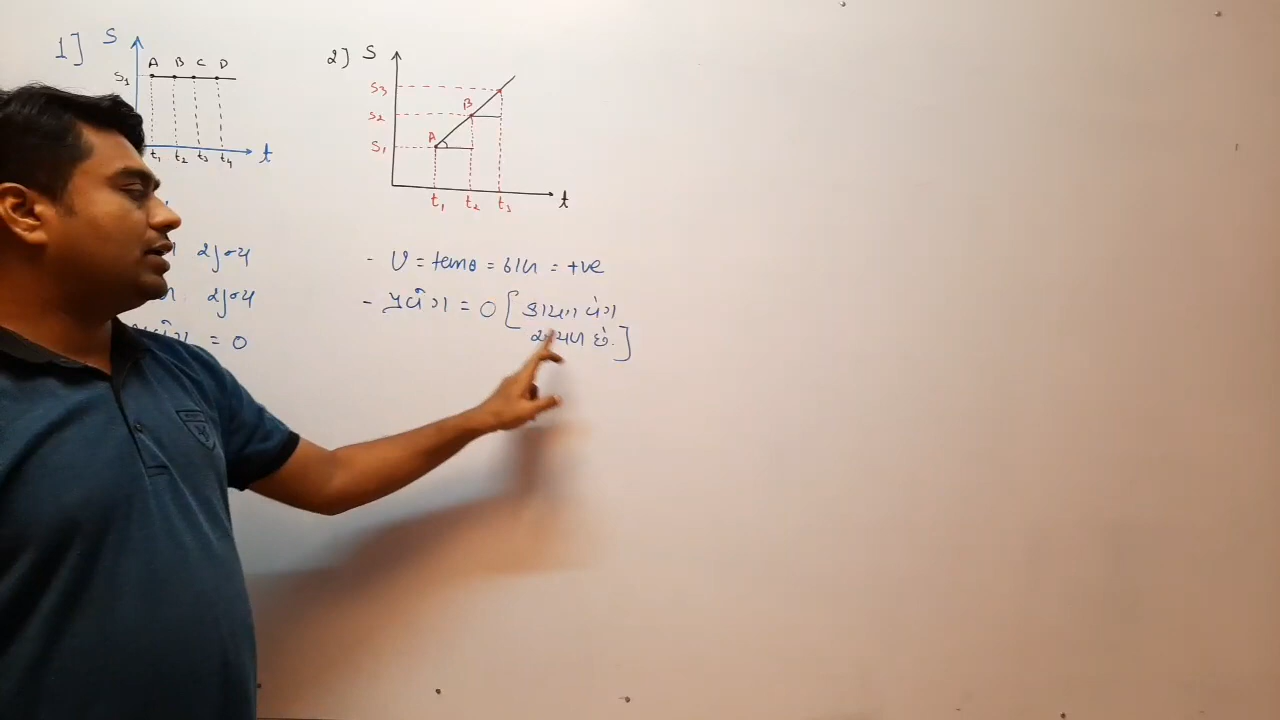 1] S
A B C D
S1
t1 t2 t3 t4 t
શૂન્ય
શૂન્ય
= 0
2] S
S3
S2 B
S1 A
t1 t2 t3 t
- v = tanθ = ઢાળ = +ve
- પ્રવેગ = 0 [ કારણ વેગ
અચળ છે. ]